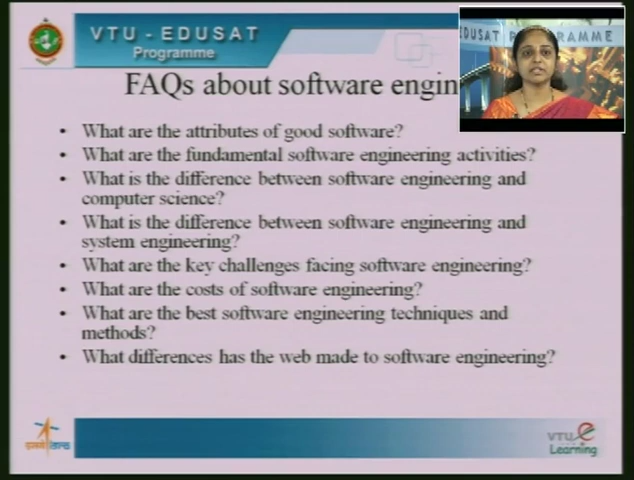 VTU - EDUSAT
Programme
EDUSAT PROGRAMME
FAQs about software engin
• What are the attributes of good software?
• What are the fundamental software engineering activities?
• What is the difference between software engineering and
computer science?
• What is the difference between software engineering and
system engineering?
• What are the key challenges facing software engineering?
• What are the costs of software engineering?
• What are the best software engineering techniques and
methods?
• What differences has the web made to software engineering?
VTU e
Learning